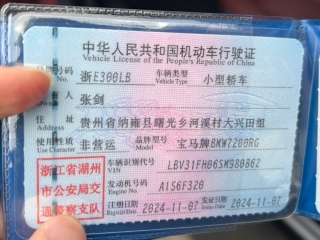 中华人民共和国机动车行驶证
Vehicle License of the People's Republic of China
号牌号码 浙E300LB 车辆类型 Vehicle Type 小型轿车
张剑
住址 贵州省纳雍县曙光乡河溪村大兴田组
Address
使用性质 非营运 品牌型号 宝马牌BMW7200RG
Use Character Model
浙江省湖州
市公安局交
通警察支队
车辆识别代号 LBV31FH06SM980862
VIN
发动机号码 A156F320
Engine No.
注册日期 2024-11-07 发证日期 2024-11-07
Register Date Issue Date